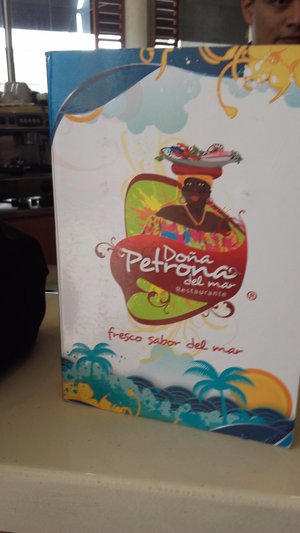 Doña
Petrona
del mar
Restaurante
®
fresco sabor del mar